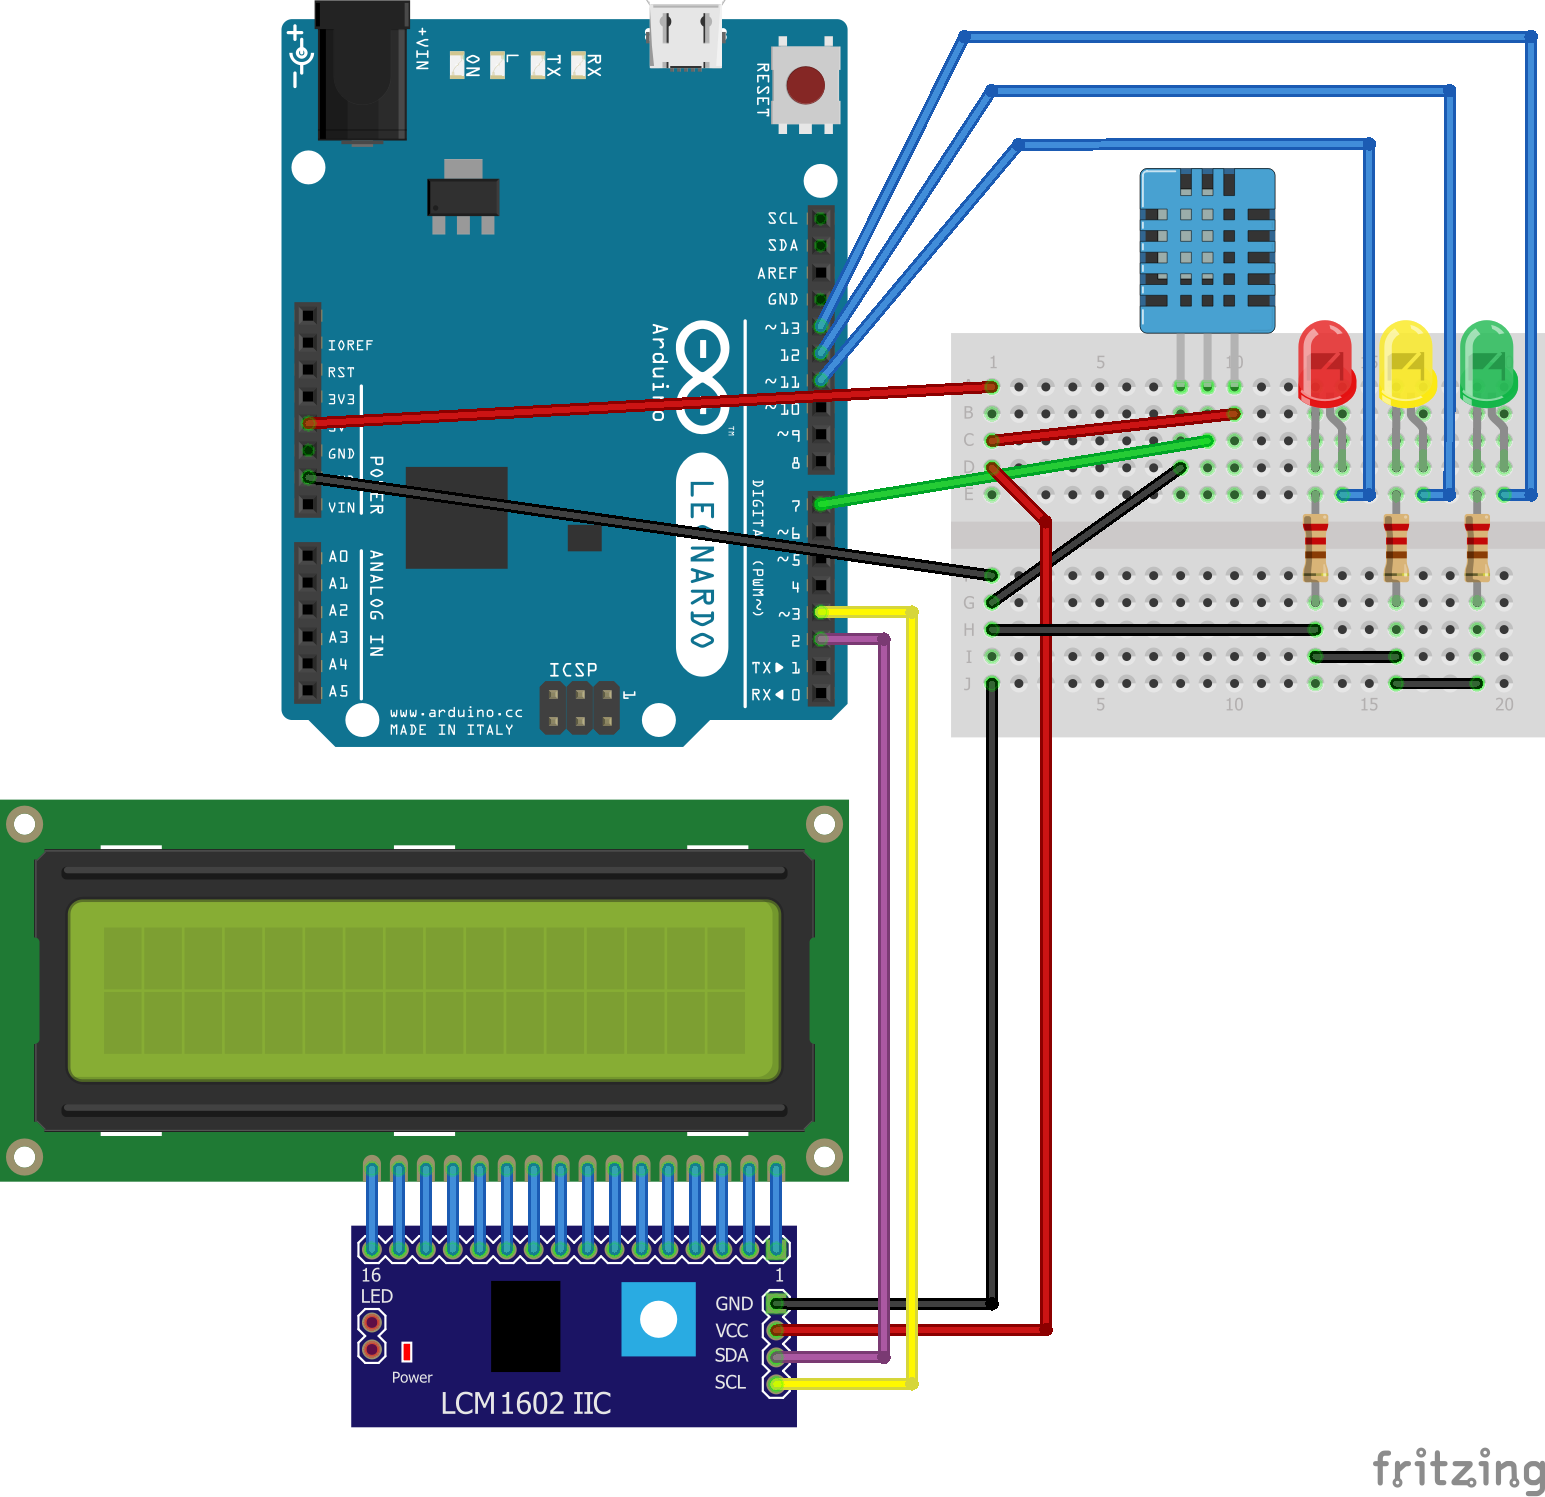 +VIN
ON
L
TX
RX
RESET
SCL
SDA
AREF
GND
~13
12
~11
~10
~9
8
IOREF
RST
3V3
5V
GND
VIN
POWER
Arduino
TM
LEONARDO
DIGITAL (PWM~)
7
~6
~5
4
~3
2
TX▶ 1
RX◀ 0
A0
A1
A2
A3
A4
A5
ANALOG IN
ICSP
1
www.arduino.cc
MADE IN ITALY
1 5 10 15
B
C
D
E
G
H
I
J
5 10 15 20
16
1
LED
Power
GND
VCC
SDA
SCL
LCM1602 IIC
fritzing